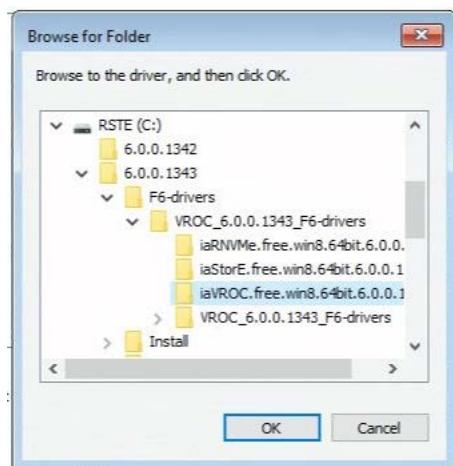 Browse for Folder
Browse to the driver, and then click OK.
RSTE (C:)
6.0.0.1342
6.0.0.1343
F6-drivers
VROC_6.0.0.1343_F6-drivers
iaRNVMe.free.win8.64bit.6.0.0.
iaStorE.free.win8.64bit.6.0.0.1
iaVROC.free.win8.64bit.6.0.0.1
VROC_6.0.0.1343_F6-drivers
Install
OK
Cancel